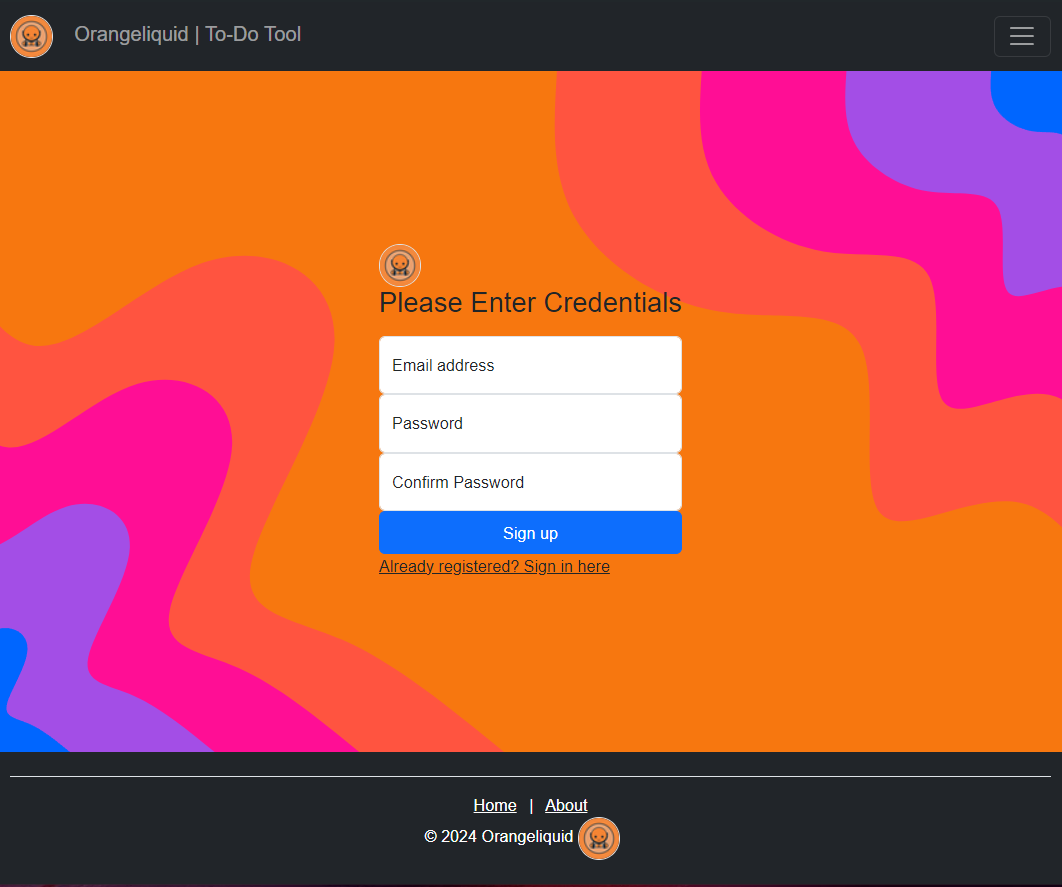 Orangeliquid | To-Do Tool
Please Enter Credentials
Email address
Password
Confirm Password
Sign up
Already registered? Sign in here
Home | About
© 2024 Orangeliquid